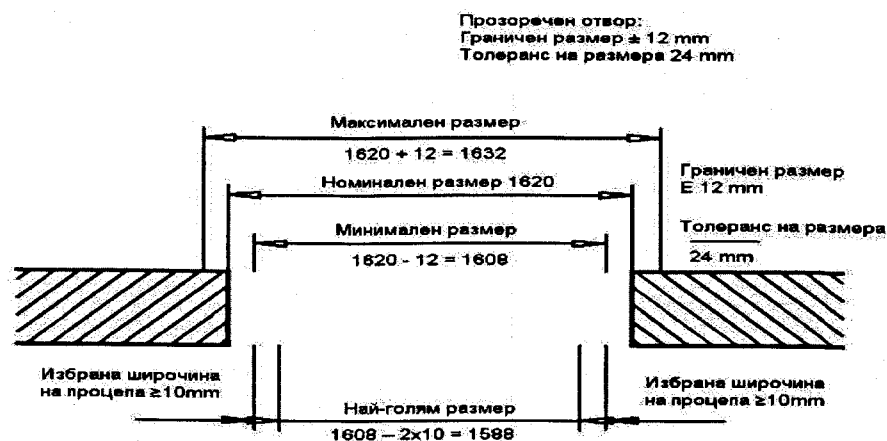 Прозоречен отвор:
Граничен размер ± 12 mm
Толеранс на размера 24 mm
Максимален размер
1620 + 12 = 1632
Номинален размер 1620
Граничен размер
Е 12 mm
Минимален размер
1620 - 12 = 1608
Толеранс на размера
24 mm
Избрана широчина
на процепа ≥10mm
Най-голям размер
1608 – 2x10 = 1588
Избрана широчина
на процепа ≥10mm